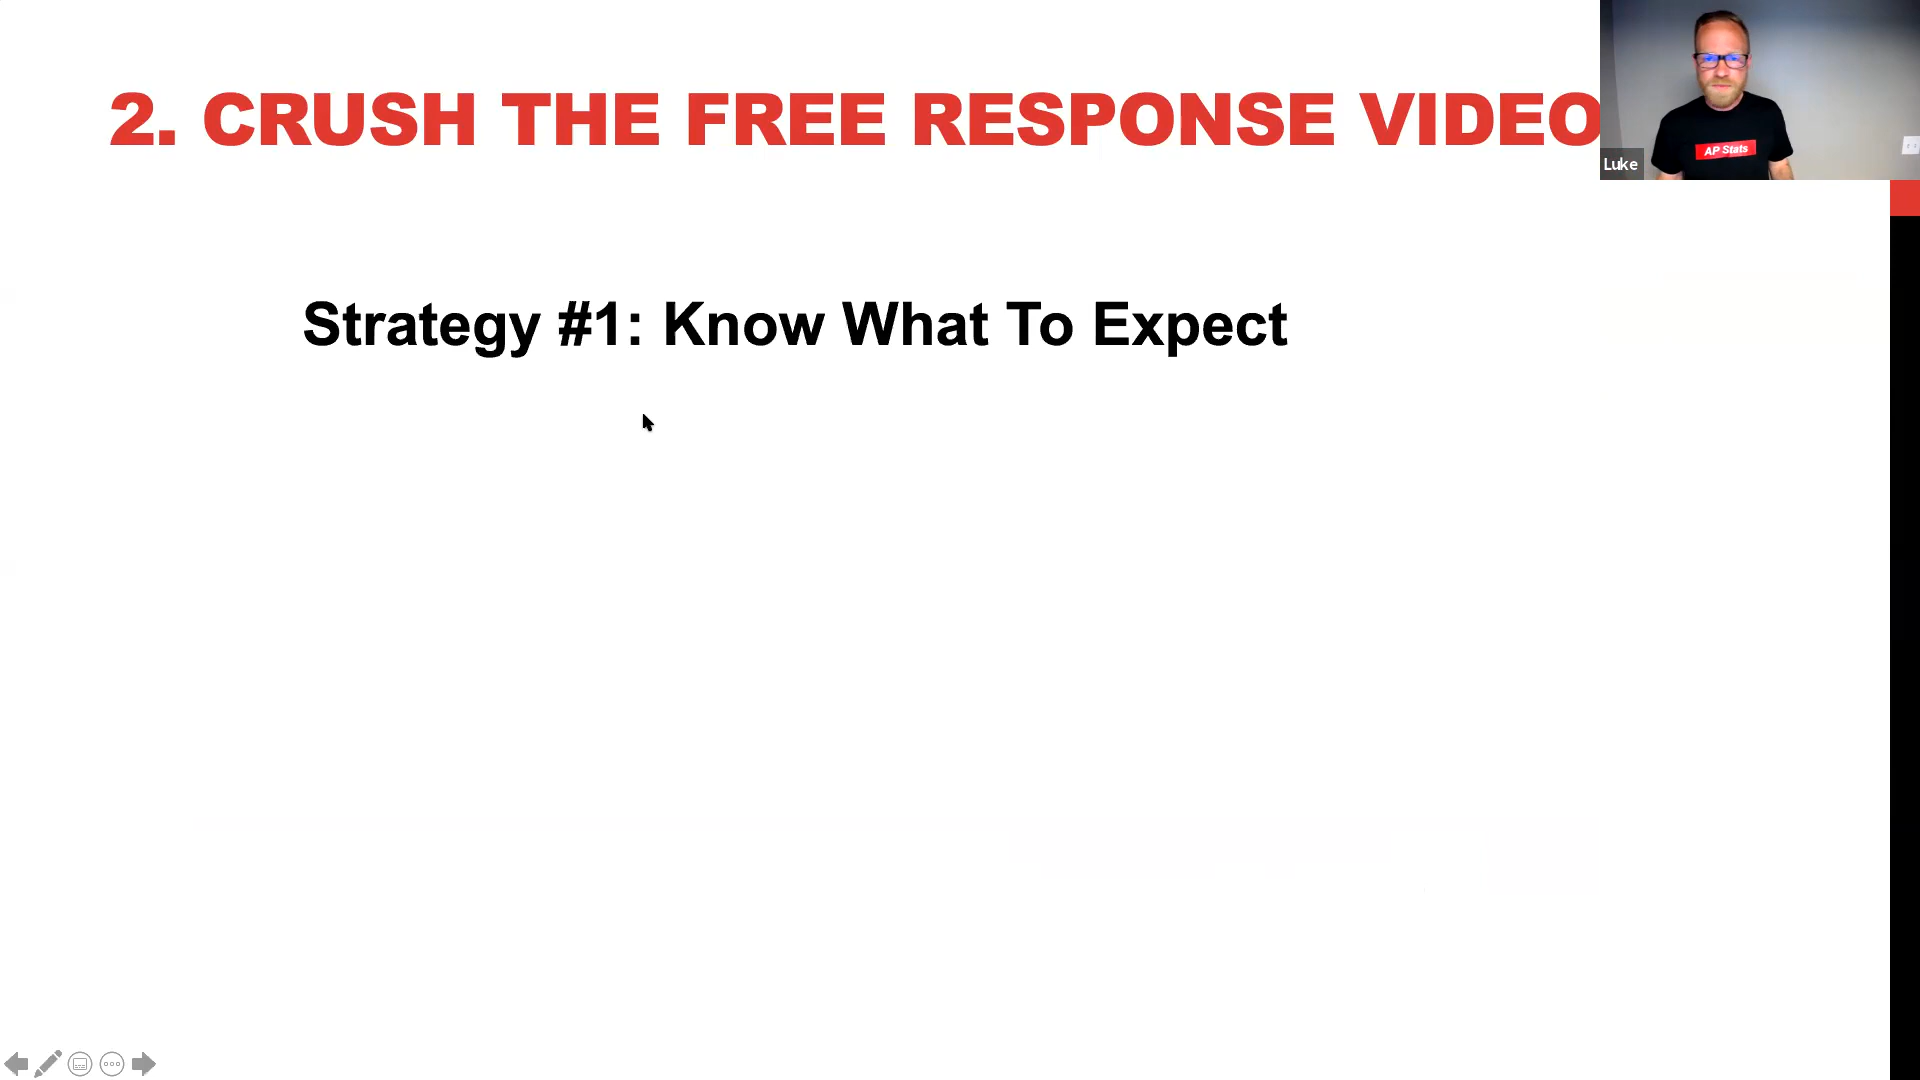 2. CRUSH THE FREE RESPONSE VIDEO
AP Stats
Luke
Strategy #1: Know What To Expect